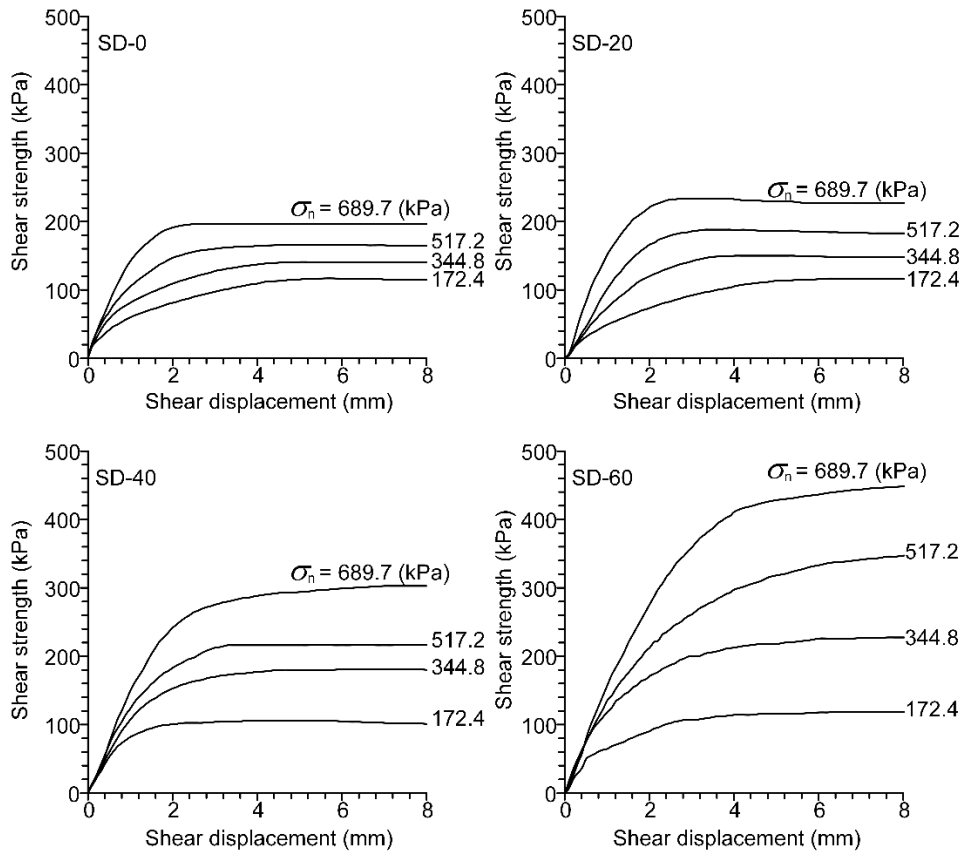 SD-0
Shear strength (kPa)
500
400
300
200
100
0
σn = 689.7 (kPa)
517.2
344.8
172.4
0 2 4 6 8
Shear displacement (mm)
SD-20
Shear strength (kPa)
500
400
300
200
100
0
σn = 689.7 (kPa)
517.2
344.8
172.4
0 2 4 6 8
Shear displacement (mm)
SD-40
Shear strength (kPa)
500
400
300
200
100
0
σn = 689.7 (kPa)
517.2
344.8
172.4
0 2 4 6 8
Shear displacement (mm)
SD-60
Shear strength (kPa)
500
400
300
200
100
0
σn = 689.7 (kPa)
517.2
344.8
172.4
0 2 4 6 8
Shear displacement (mm)